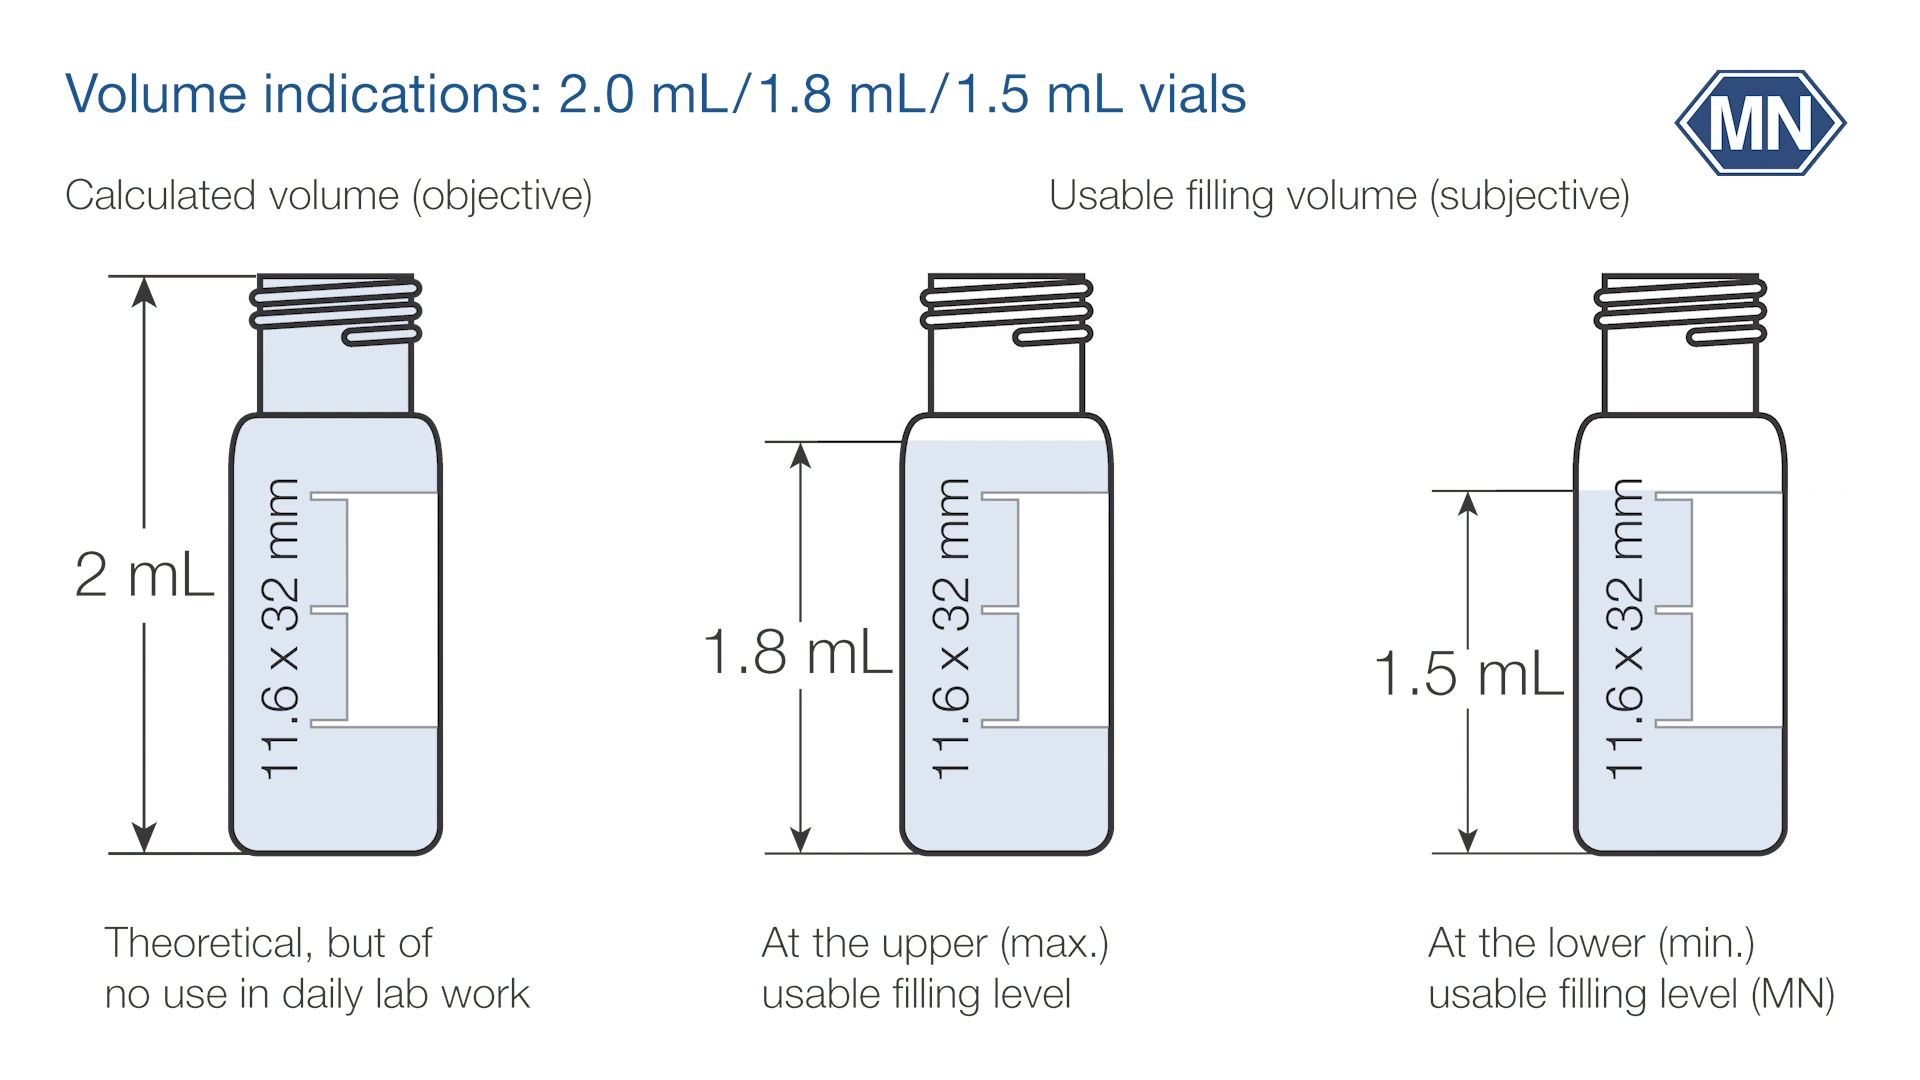 Volume indications: 2.0 mL/1.8 mL/1.5 mL vials
MN
Calculated volume (objective)
Usable filling volume (subjective)
2 mL
11.6 x 32 mm
1.8 mL
11.6 x 32 mm
1.5 mL
11.6 x 32 mm
Theoretical, but of
no use in daily lab work
At the upper (max.)
usable filling level
At the lower (min.)
usable filling level (MN)